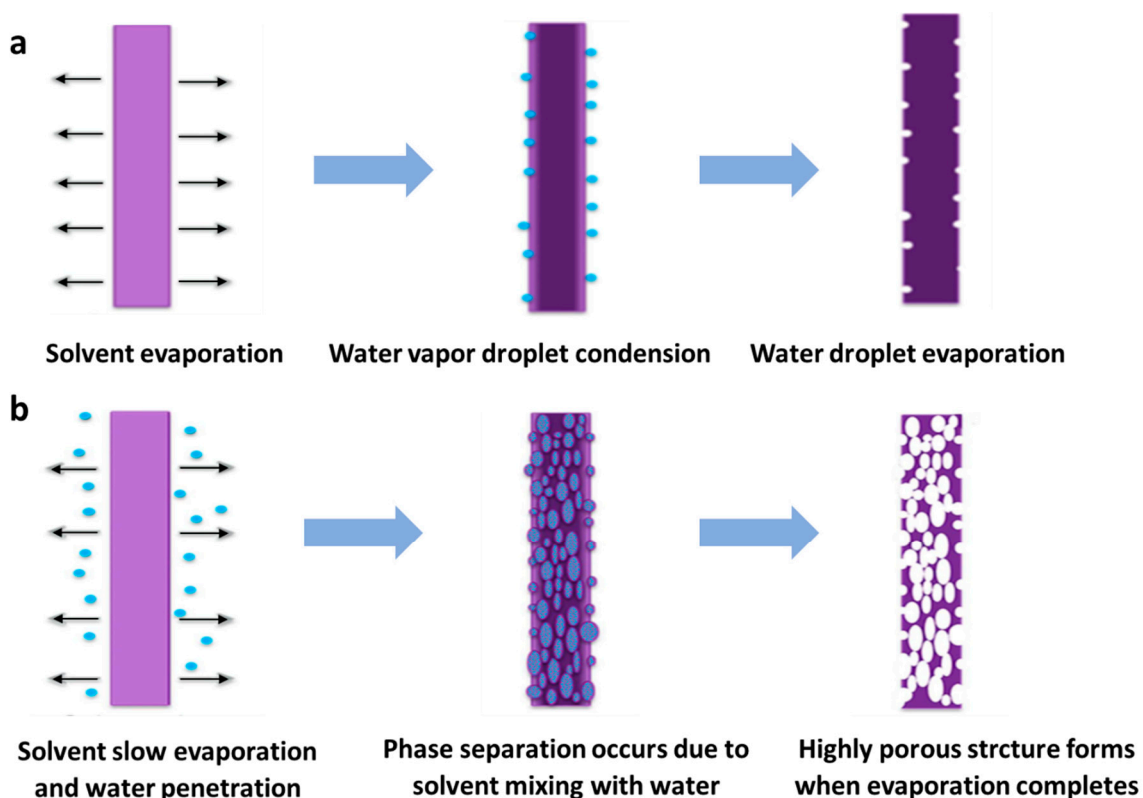 a
Solvent evaporation
Water vapor droplet condension
Water droplet evaporation
b
Solvent slow evaporation
and water penetration
Phase separation occurs due to
solvent mixing with water
Highly porous strcture forms
when evaporation completes